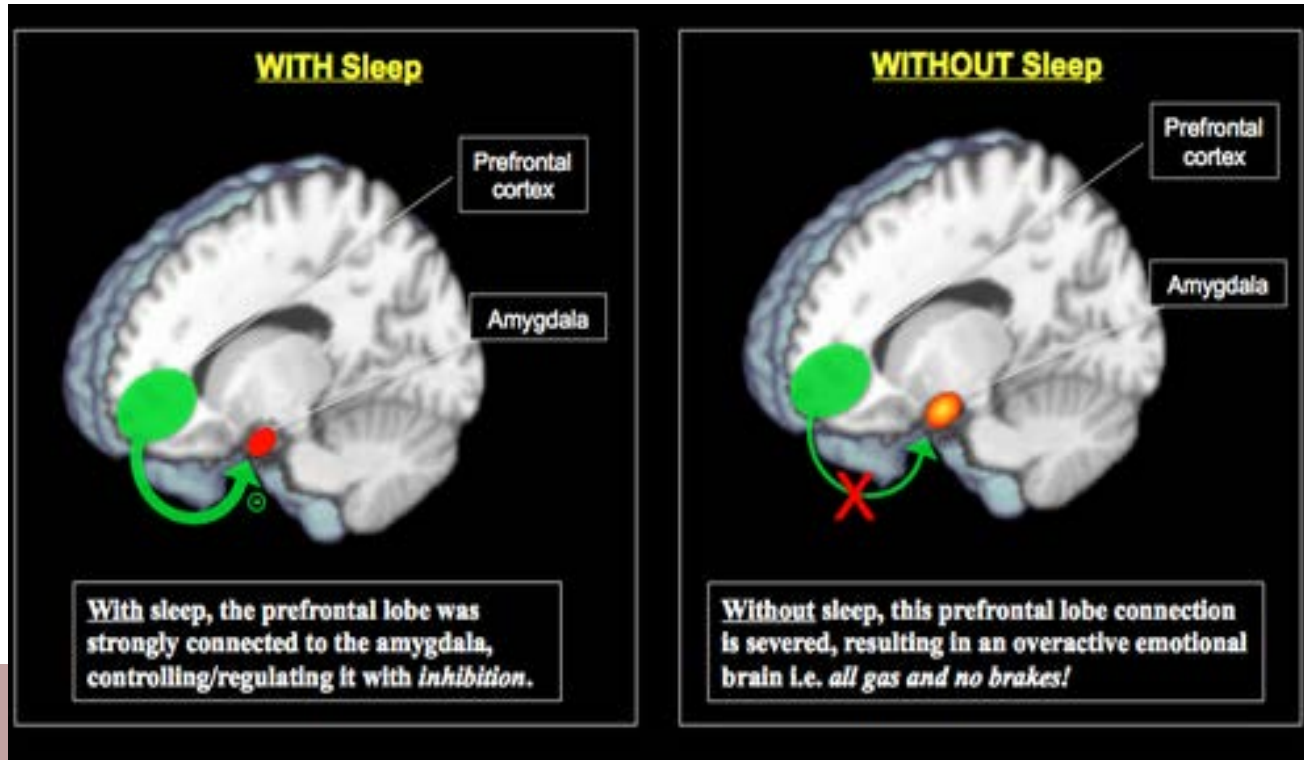 WITH Sleep
Prefrontal
cortex
Amygdala
With sleep, the prefrontal lobe was
strongly connected to the amygdala,
controlling/regulating it with inhibition.
WITHOUT Sleep
Prefrontal
cortex
Amygdala
X
Without sleep, this prefrontal lobe connection
is severed, resulting in an overactive emotional
brain i.e. all gas and no brakes!